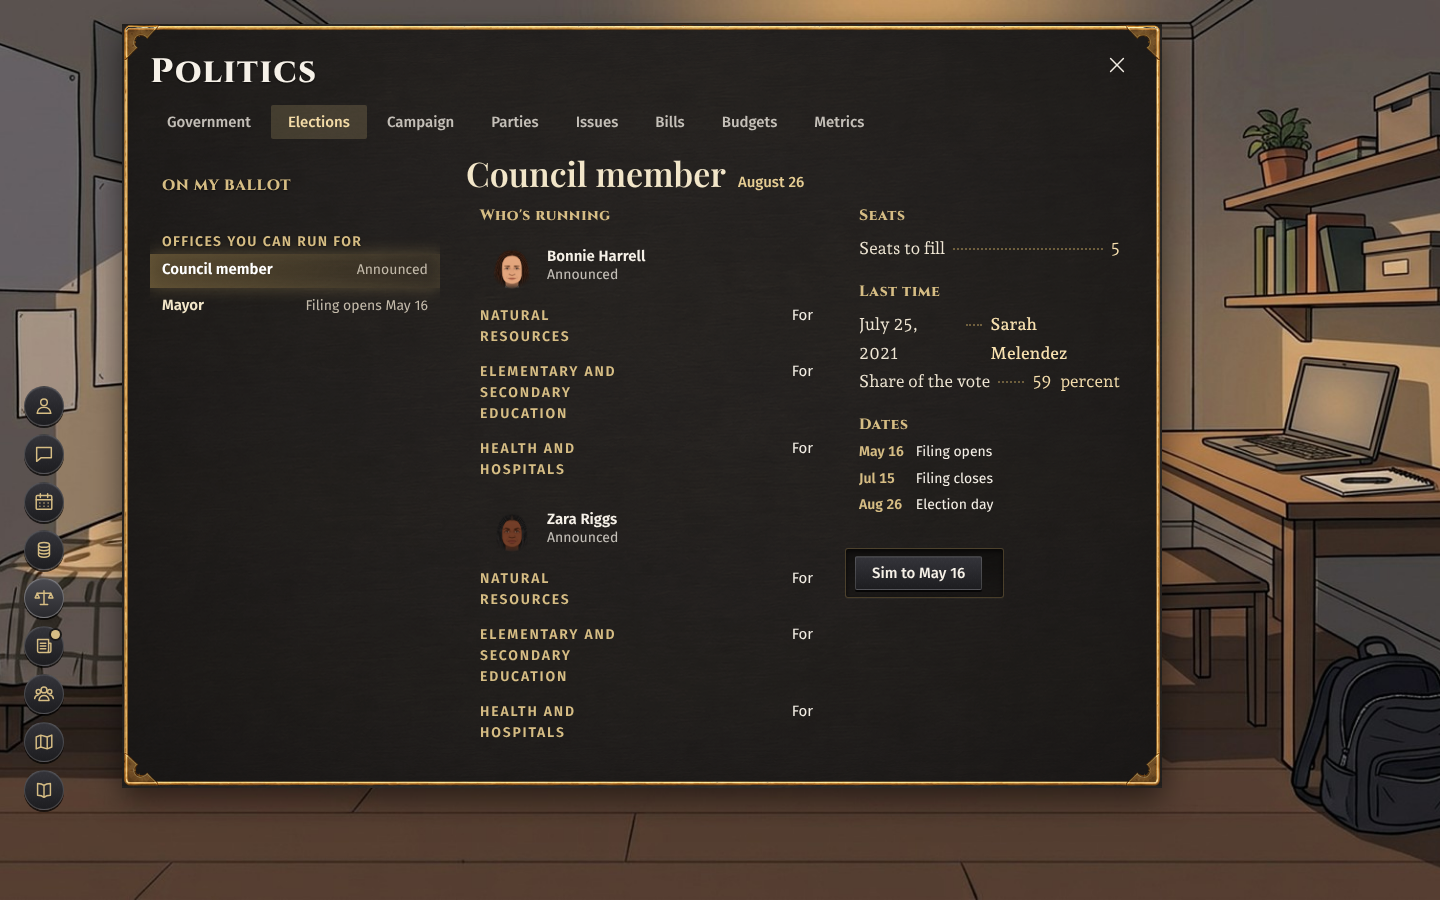 Politics
Government Elections Campaign Parties Issues Bills Budgets Metrics
On my ballot
OFFICES YOU CAN RUN FOR
Council member Announced
Mayor Filing opens May 16
Council member August 26
Who's running
Bonnie Harrell
Announced
NATURAL RESOURCES For
ELEMENTARY AND SECONDARY EDUCATION For
HEALTH AND HOSPITALS For
Zara Riggs
Announced
NATURAL RESOURCES For
ELEMENTARY AND SECONDARY EDUCATION For
HEALTH AND HOSPITALS For
Seats
Seats to fill 5
Last time
July 25, 2021 Sarah Melendez
Share of the vote 59 percent
Dates
May 16 Filing opens
Jul 15 Filing closes
Aug 26 Election day
Sim to May 16